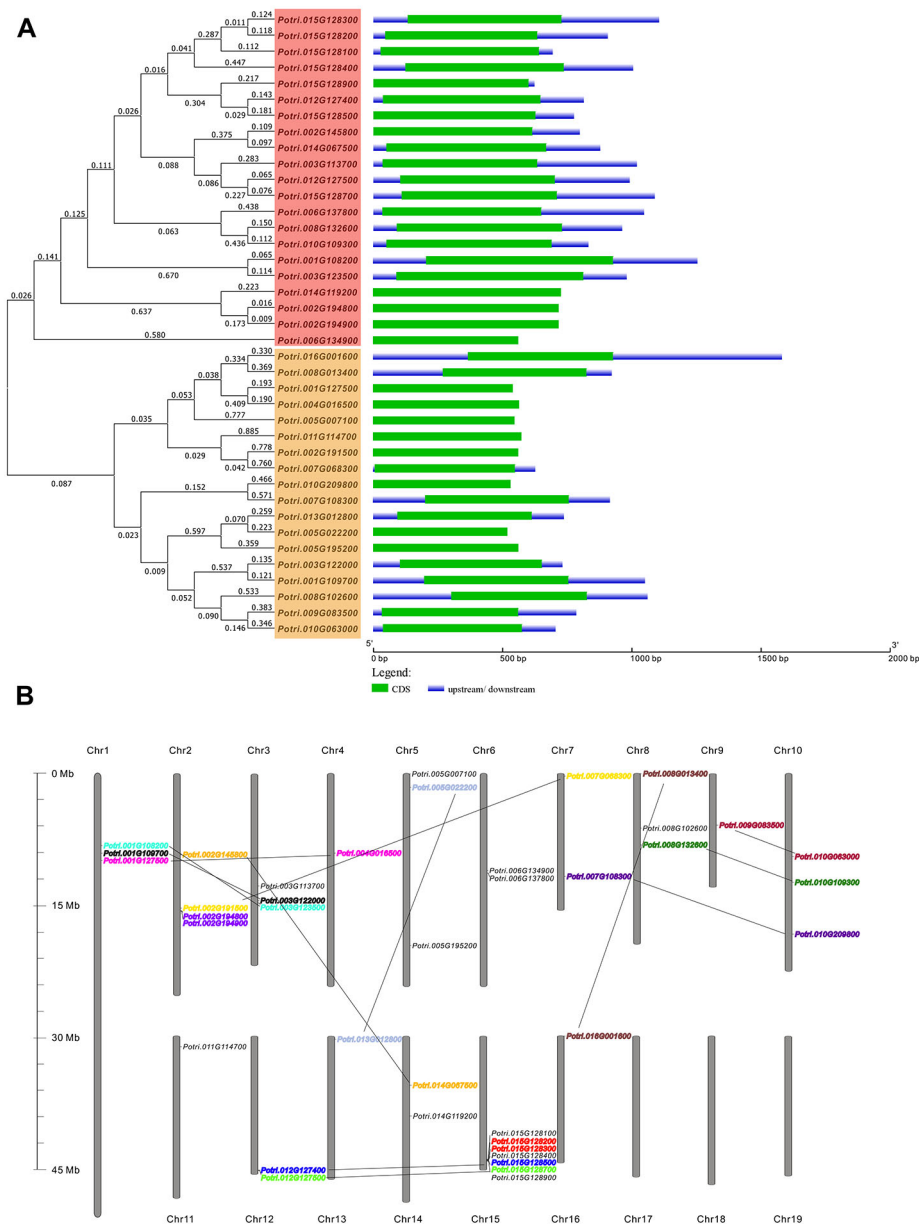 A
0.124
0.011
Potri.015G128300
0.287
0.118
Potri.015G128200
0.041
0.112
Potri.015G128100
0.016
0.447
Potri.015G128400
0.217
Potri.015G128900
0.304
0.143
Potri.012G127400
0.026
0.029
0.181
Potri.015G128500
0.375
0.109
Potri.002G145800
0.097
Potri.014G067500
0.088
0.283
Potri.003G113700
0.111
0.086
0.065
Potri.012G127500
0.227
0.076
Potri.015G128700
0.125
0.438
Potri.006G137800
0.063
0.150
Potri.008G132600
0.436
0.112
Potri.010G109300
0.141
0.065
Potri.001G108200
0.670
0.114
Potri.003G123500
0.026
0.223
Potri.014G119200
0.637
0.016
Potri.002G194800
0.173
0.009
Potri.002G194900
0.580
Potri.006G134900
0.334
0.330
Potri.016G001600
0.038
0.369
Potri.008G013400
0.053
0.193
Potri.001G127500
0.409
0.190
Potri.004G016500
0.035
0.777
Potri.005G007100
0.885
Potri.011G114700
0.029
0.778
Potri.002G191500
0.042
0.760
Potri.007G068300
0.087
0.152
0.466
Potri.010G209800
0.571
Potri.007G108300
0.023
0.070
0.259
Potri.013G012800
0.597
0.223
Potri.005G022200
0.359
Potri.005G195200
0.009
0.537
0.135
Potri.003G122000
0.121
Potri.001G109700
0.052
0.533
Potri.008G102600
0.090
0.383
Potri.009G083500
0.146
0.346
Potri.010G063000
5' 3'
0 bp 500 bp 1000 bp 1500 bp 2000 bp
Legend:
CDS upstream/ downstream
B
Chr1 Chr2 Chr3 Chr4 Chr5 Chr6 Chr7 Chr8 Chr9 Chr10
0 Mb
15 Mb
30 Mb
45 Mb
Potri.001G108200
Potri.001G109700
Potri.001G127500
Potri.002G145800
Potri.002G191500
Potri.002G194800
Potri.002G194900
Potri.003G113700
Potri.003G122000
Potri.003G123500
Potri.004G016500
Potri.005G007100
Potri.005G022200
Potri.005G195200
Potri.006G134900
Potri.006G137800
Potri.007G068300
Potri.007G108300
Potri.008G013400
Potri.008G102600
Potri.008G132600
Potri.009G083500
Potri.010G063000
Potri.010G109300
Potri.010G209800
Potri.011G114700
Potri.012G127400
Potri.012G127500
Potri.013G012800
Potri.014G067500
Potri.014G119200
Potri.015G128100
Potri.015G128200
Potri.015G128300
Potri.015G128400
Potri.015G128500
Potri.015G128700
Potri.015G128900
Potri.016G001600
Chr11 Chr12 Chr13 Chr14 Chr15 Chr16 Chr17 Chr18 Chr19